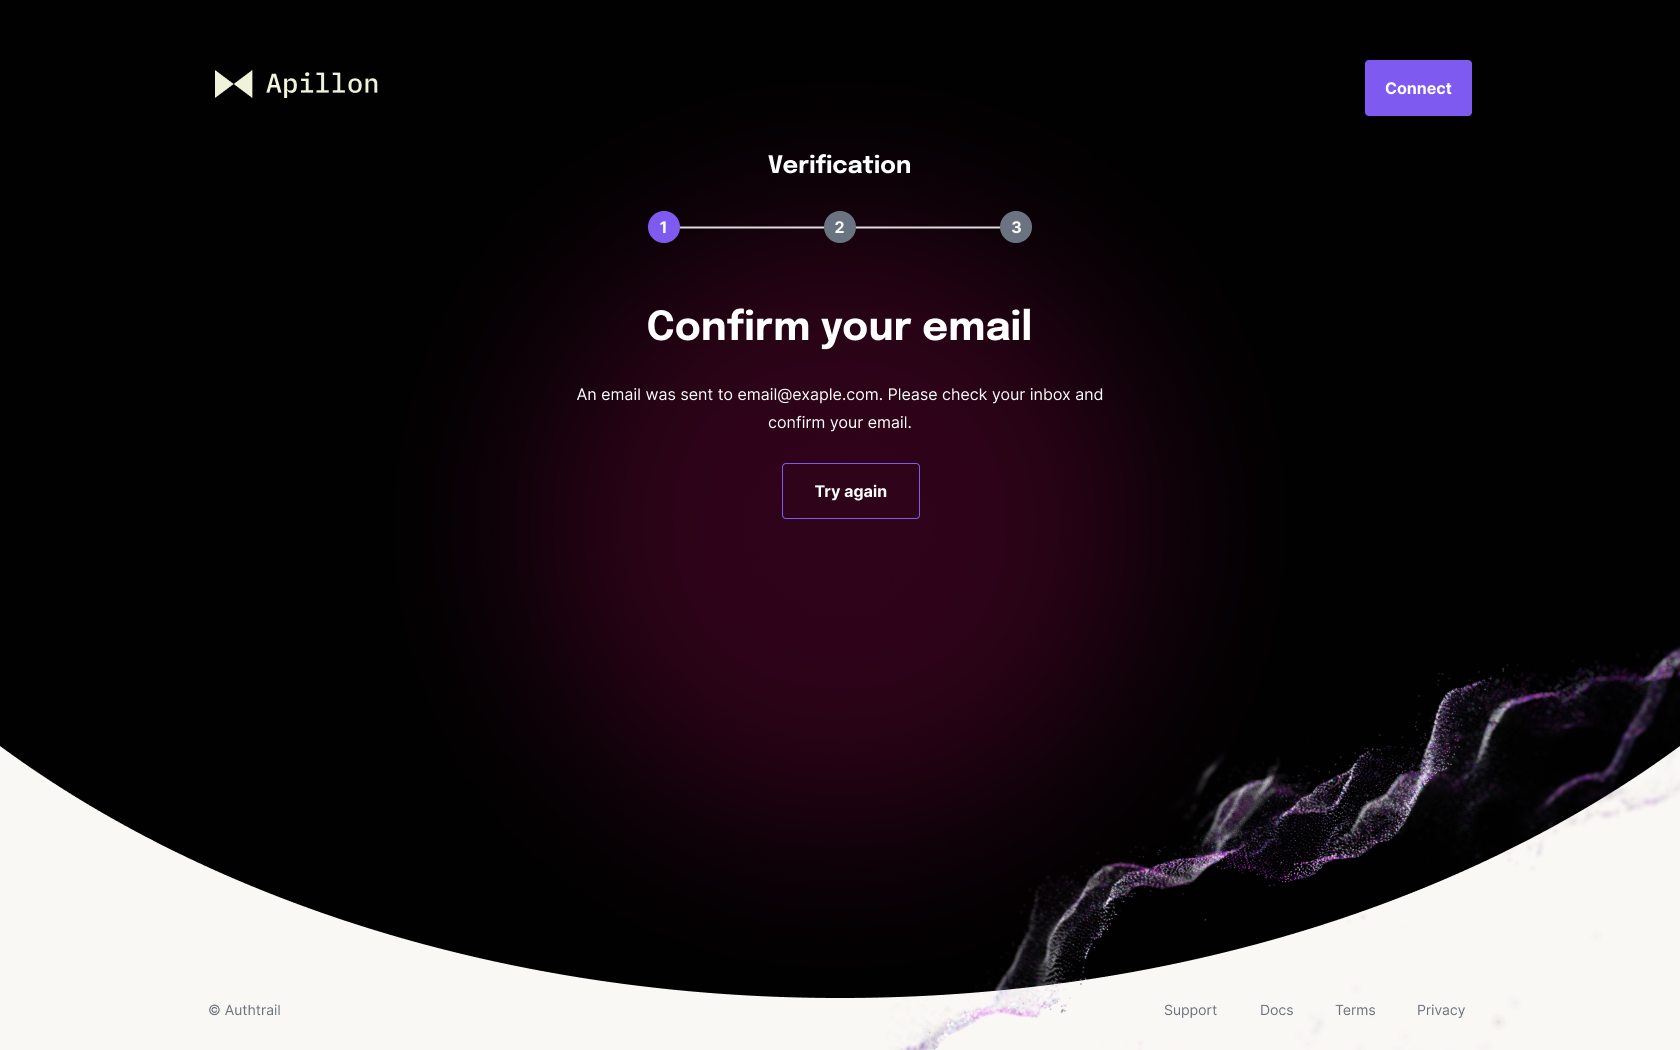 Apillon
Connect
Verification
1 2 3
Confirm your email
An email was sent to email@exaple.com. Please check your inbox and
confirm your email.
Try again
© Authtrail
Support Docs Terms Privacy